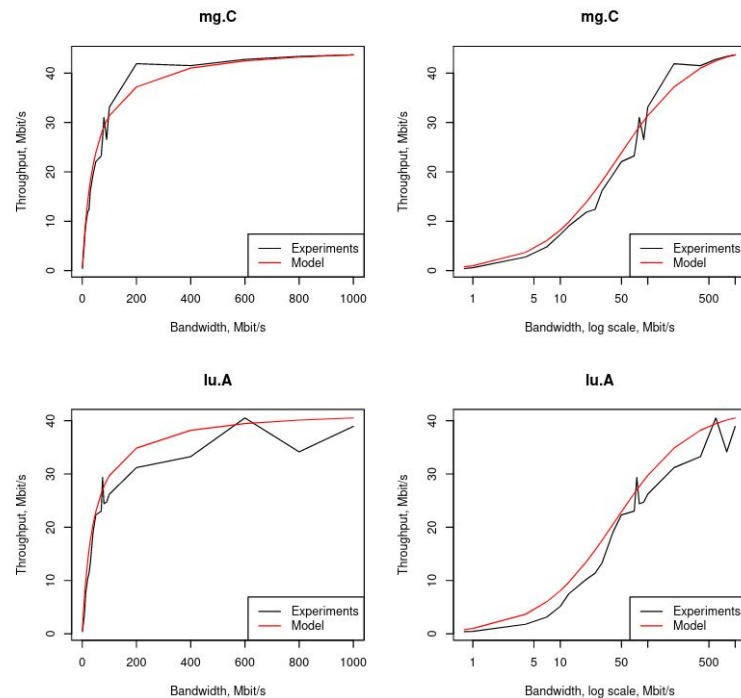 mg.C
Throughput, Mbit/s
40
30
20
10
0
Experiments
Model
0 200 400 600 800 1000
Bandwidth, Mbit/s
mg.C
Throughput, Mbit/s
40
30
20
10
0
Experiments
Model
1 5 10 50 500
Bandwidth, log scale, Mbit/s
lu.A
Throughput, Mbit/s
40
30
20
10
0
Experiments
Model
0 200 400 600 800 1000
Bandwidth, Mbit/s
lu.A
Throughput, Mbit/s
40
30
20
10
0
Experiments
Model
1 5 10 50 500
Bandwidth, log scale, Mbit/s